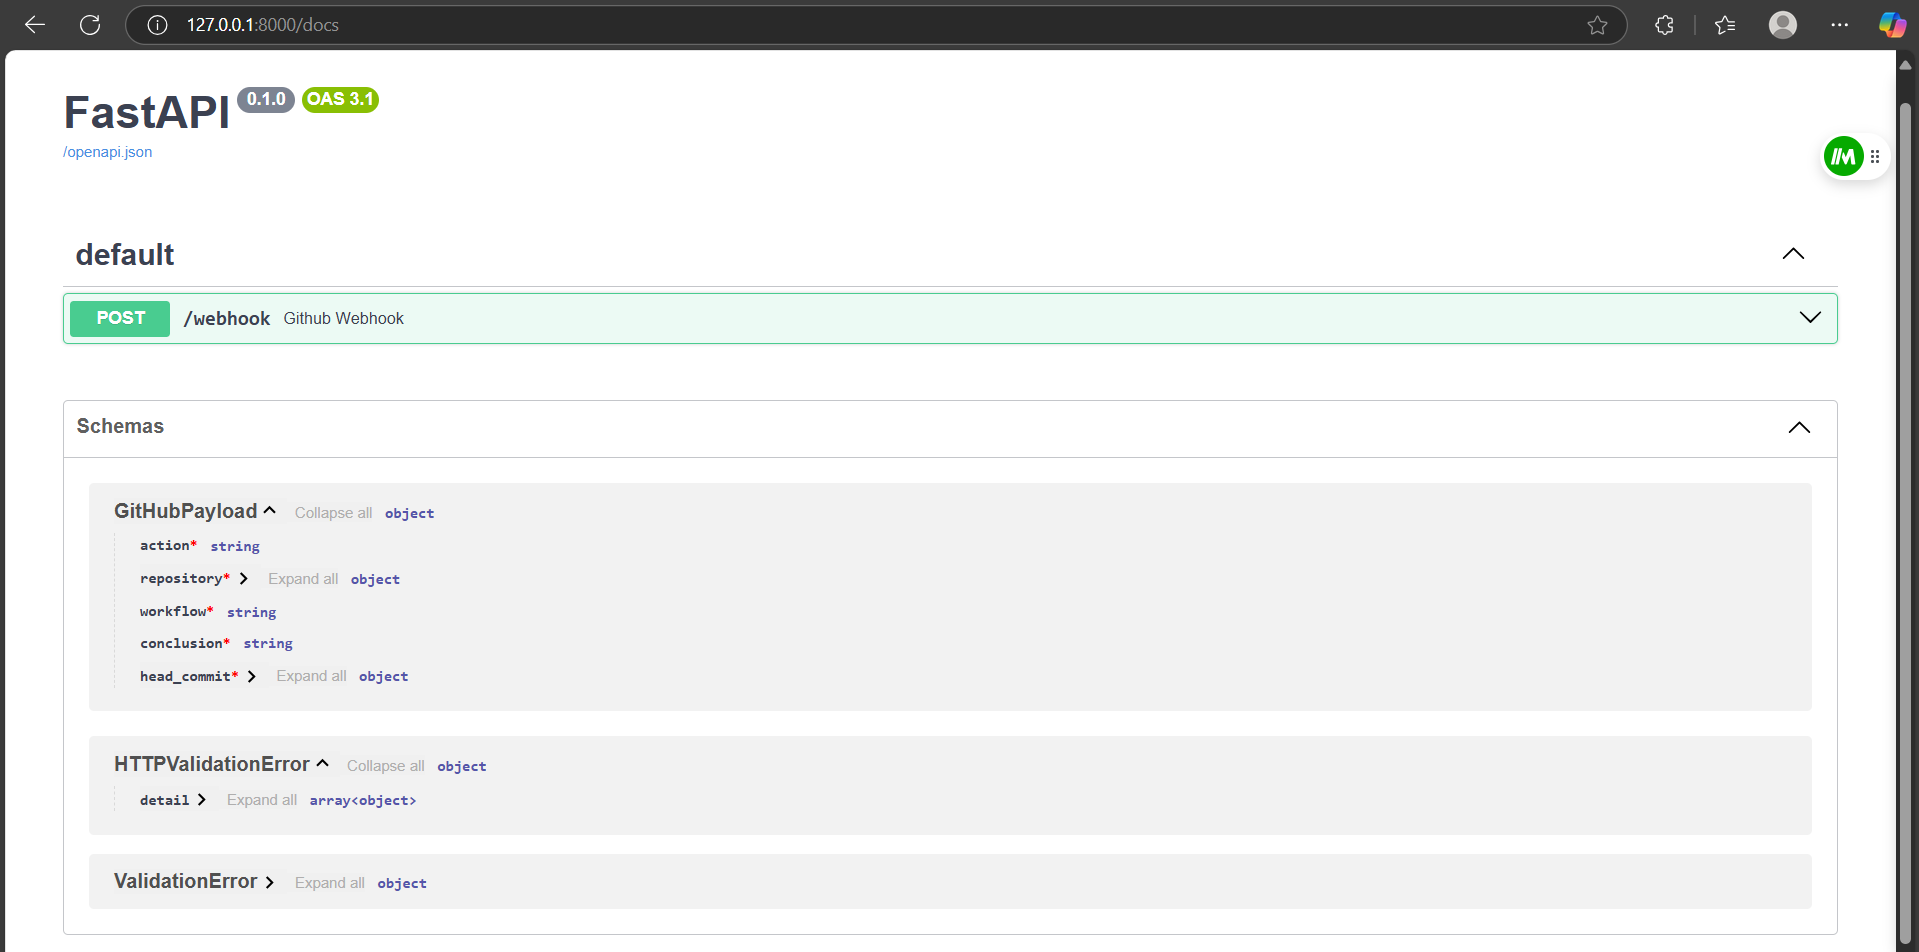 127.0.0.1:8000/docs
FastAPI 0.1.0 OAS 3.1
/openapi.json
default
POST /webhook Github Webhook
Schemas
GitHubPayload Collapse all object
action* string
repository* Expand all object
workflow* string
conclusion* string
head_commit* Expand all object
HTTPValidationError Collapse all object
detail Expand all array<object>
ValidationError Expand all object